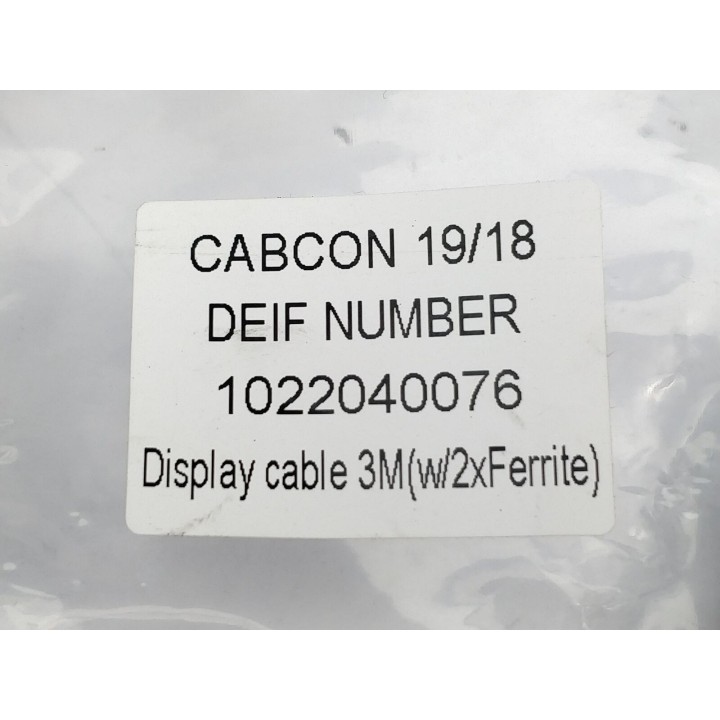 CABCON 19/18
DEIF NUMBER
1022040076
Display cable 3M(w/2xFerrite)